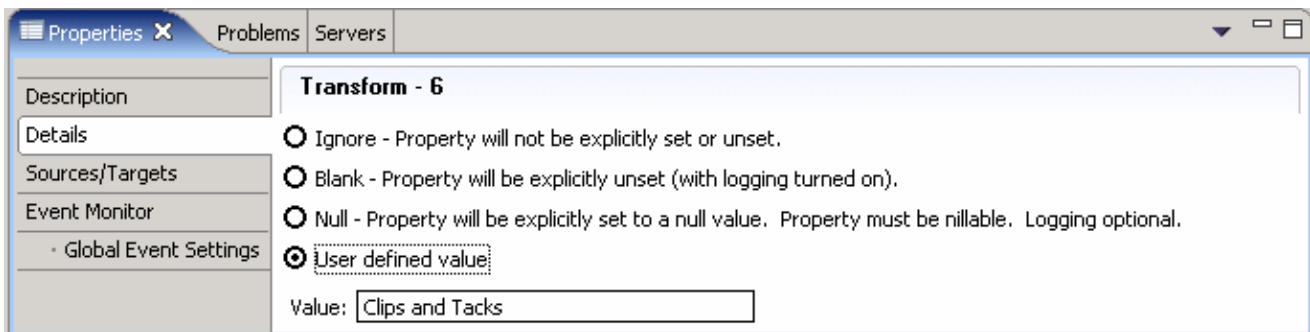 Properties Problems Servers
Transform - 6
Description
Details
Sources/Targets
Event Monitor
Global Event Settings
Ignore - Property will not be explicitly set or unset.
Blank - Property will be explicitly unset (with logging turned on).
Null - Property will be explicitly set to a null value. Property must be nillable. Logging optional.
User defined value
Value: Clips and Tacks